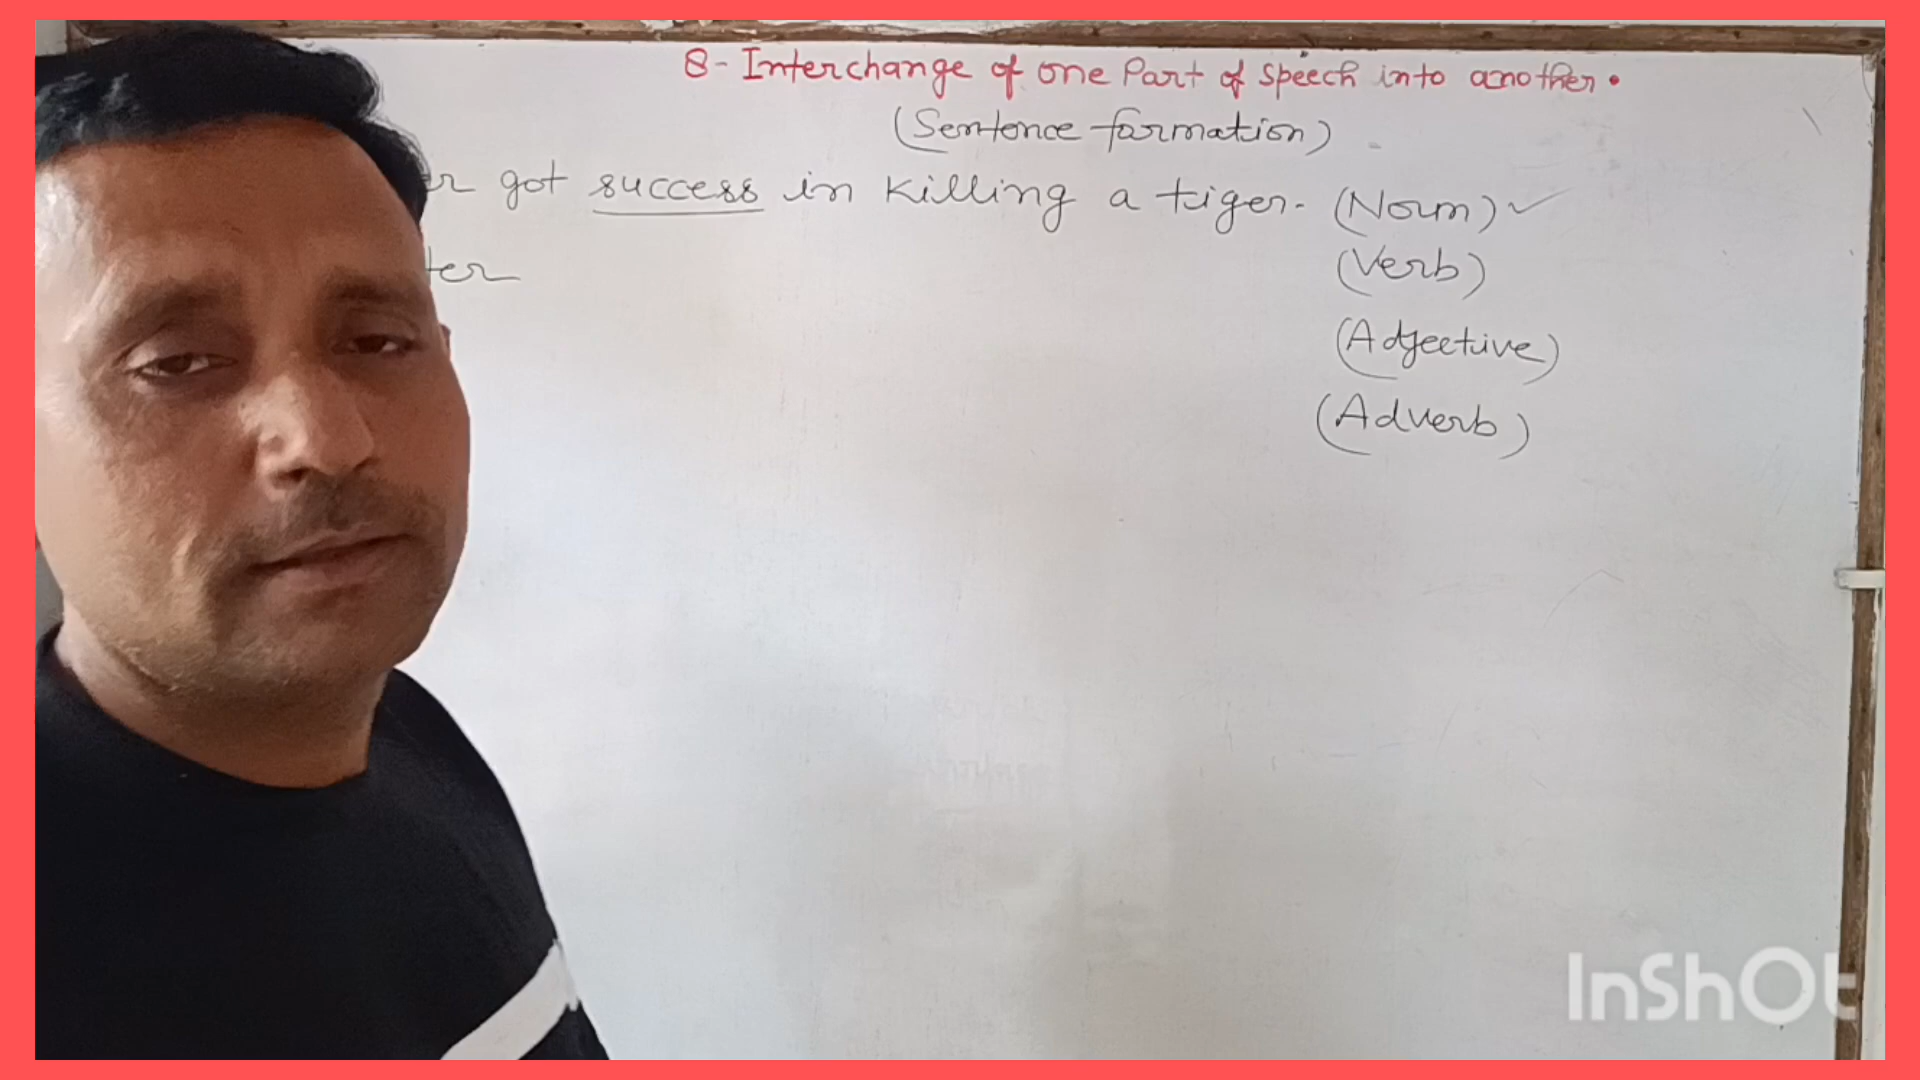 8- Interchange of one Part of speech into another.
(Sentence formation)
got success in killing a tiger. (Noun) ✓
(Verb)
(Adjective)
(Adverb)
InShOt